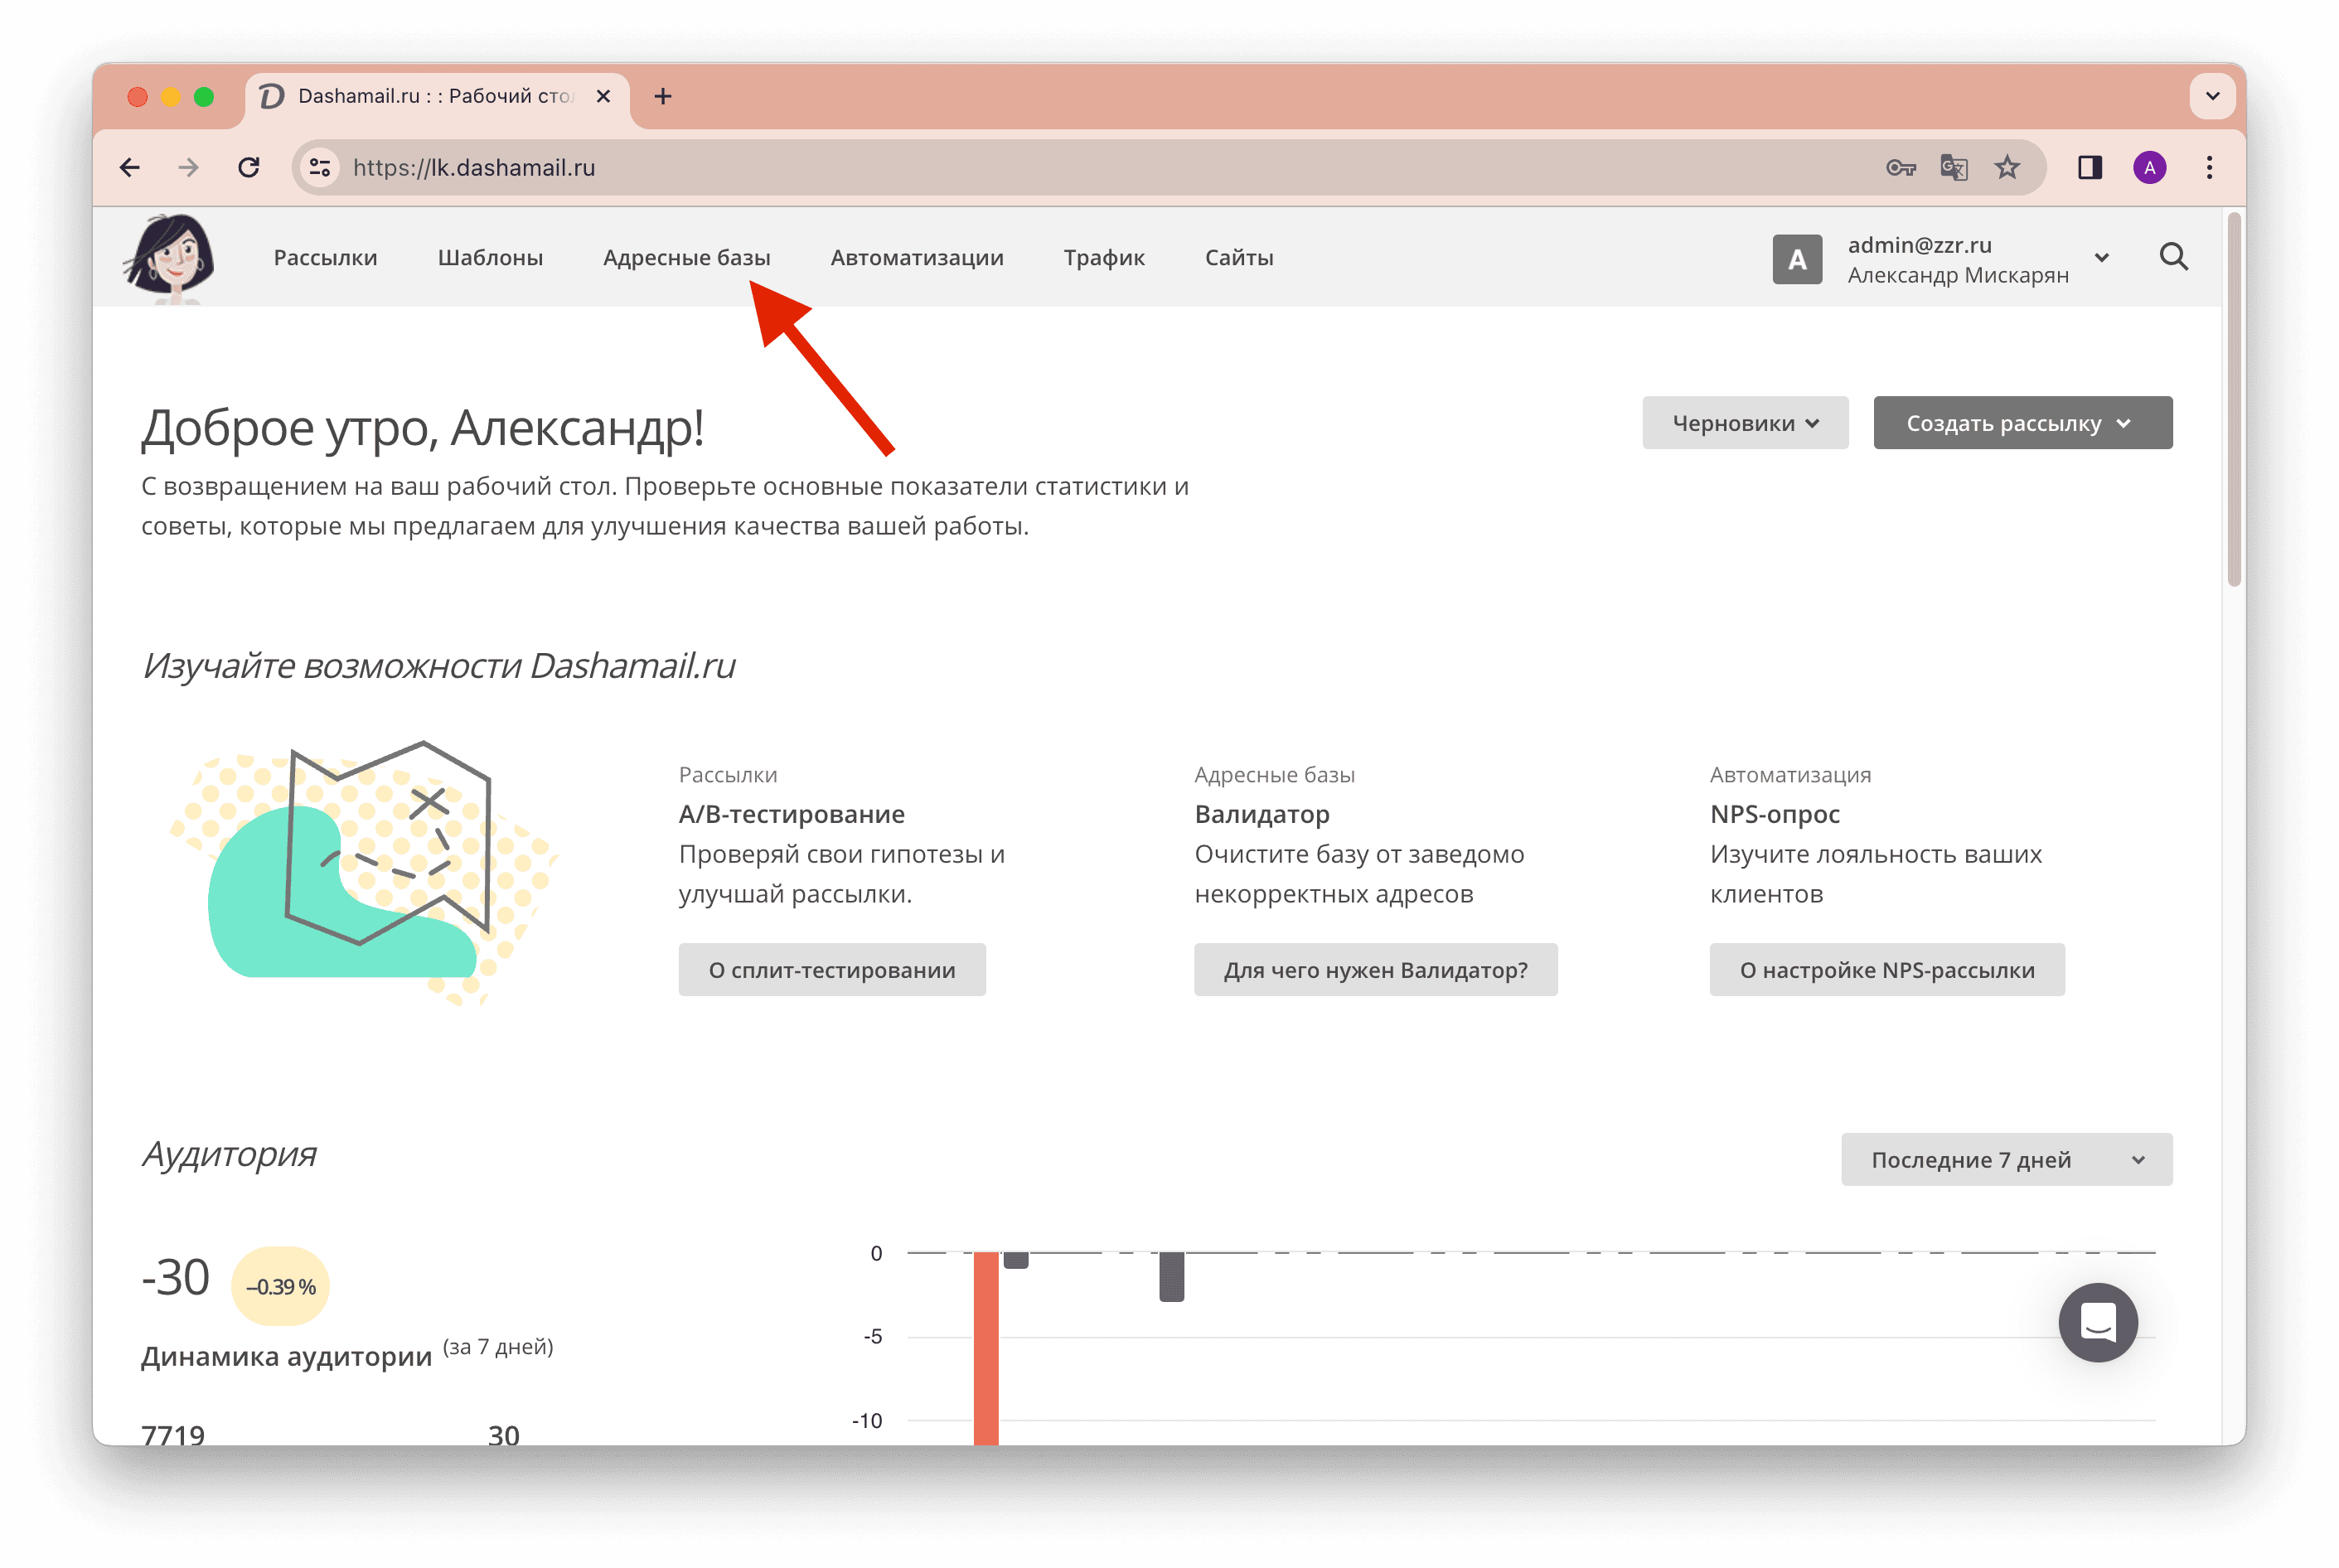 Dashamail.ru : : Рабочий сто
https://lk.dashamail.ru
A
Рассылки
Шаблоны
Адресные базы
Автоматизации
Трафик
Сайты
A
admin@zzr.ru
Александр Мискарян
Доброе утро, Александр!
Черновики
Создать рассылку
С возвращением на ваш рабочий стол. Проверьте основные показатели статистики и
советы, которые мы предлагаем для улучшения качества вашей работы.
Изучайте возможности Dashamail.ru
Рассылки
A/B-тестирование
Проверяй свои гипотезы и
улучшай рассылки.
О сплит-тестировании
Адресные базы
Валидатор
Очистите базу от заведомо
некорректных адресов
Для чего нужен Валидатор?
Автоматизация
NPS-опрос
Изучите лояльность ваших
клиентов
О настройке NPS-рассылки
Аудитория
Последние 7 дней
-30
–0.39 %
Динамика аудитории (за 7 дней)
7719
30
0
-5
-10